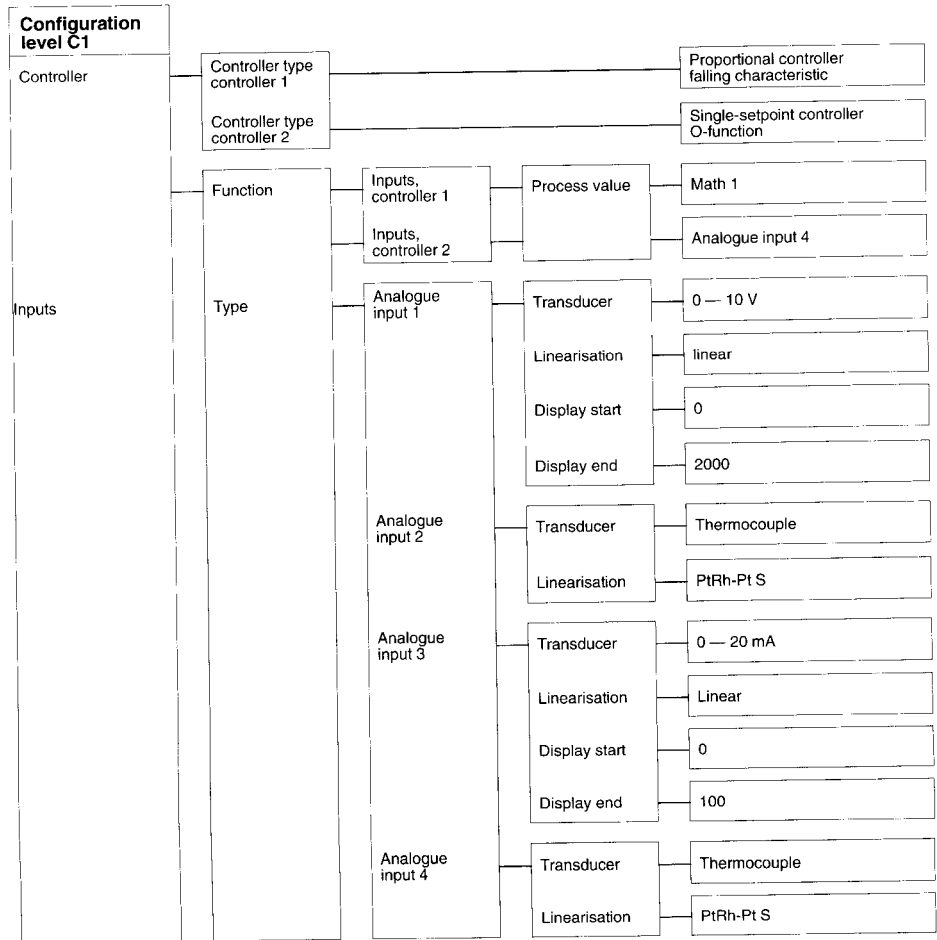 Configuration
level C1
Controller
Controller type
controller 1
Proportional controller
falling characteristic
Controller type
controller 2
Single-setpoint controller
O-function
Function
Inputs,
controller 1
Process value
Math 1
Inputs,
controller 2
Analogue input 4
Inputs
Type
Analogue
input 1
Transducer
0 — 10 V
Linearisation
linear
Display start
0
Display end
2000
Analogue
input 2
Transducer
Thermocouple
Linearisation
PtRh-Pt S
Analogue
input 3
Transducer
0 — 20 mA
Linearisation
Linear
Display start
0
Display end
100
Analogue
input 4
Transducer
Thermocouple
Linearisation
PtRh-Pt S